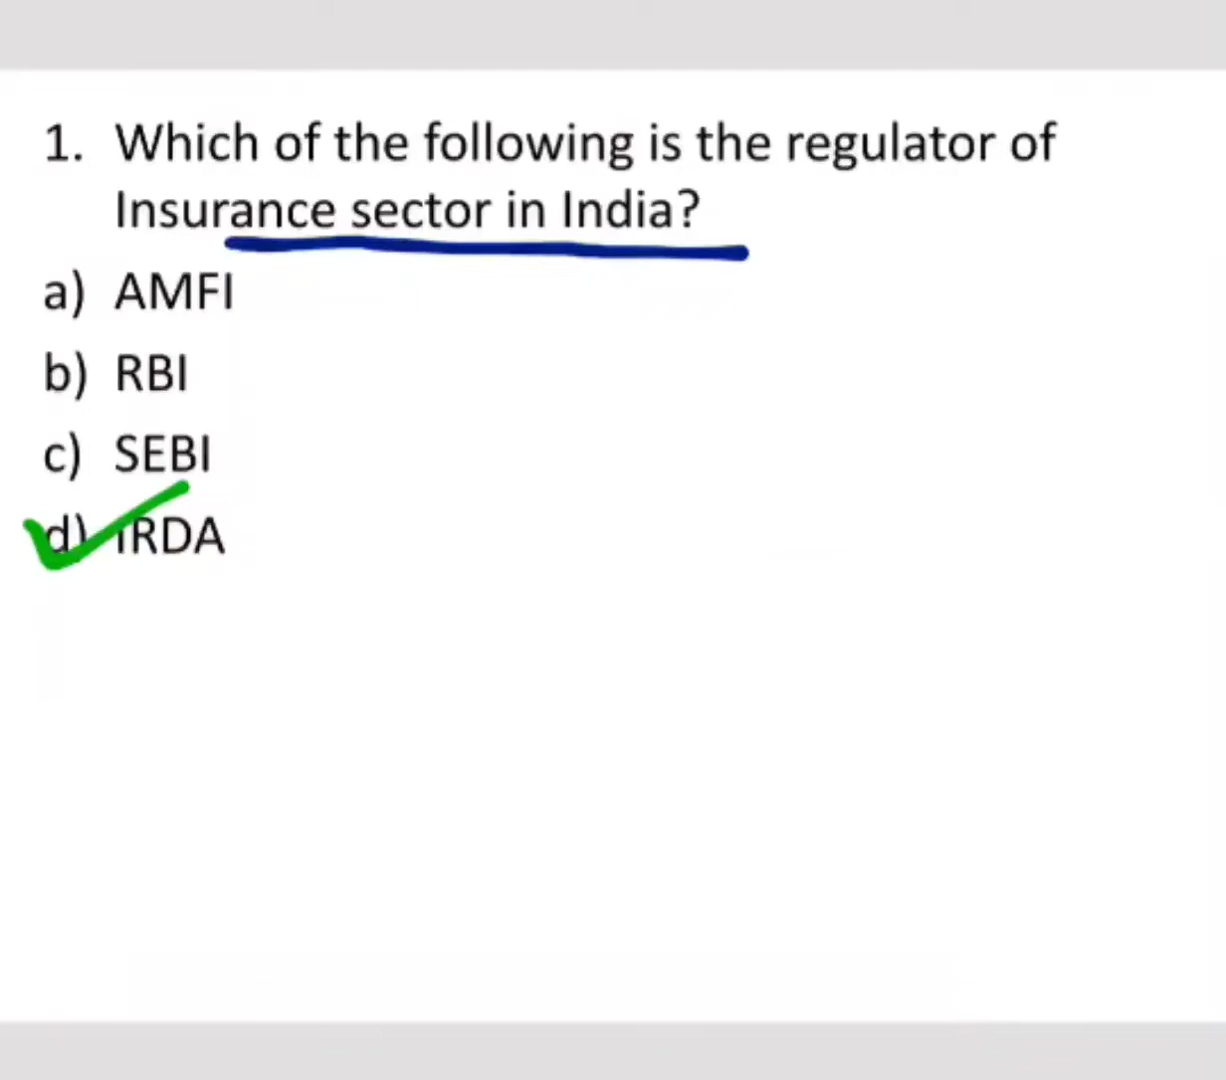 1. Which of the following is the regulator of
Insurance sector in India?
a) AMFI
b) RBI
c) SEBI
d) IRDA